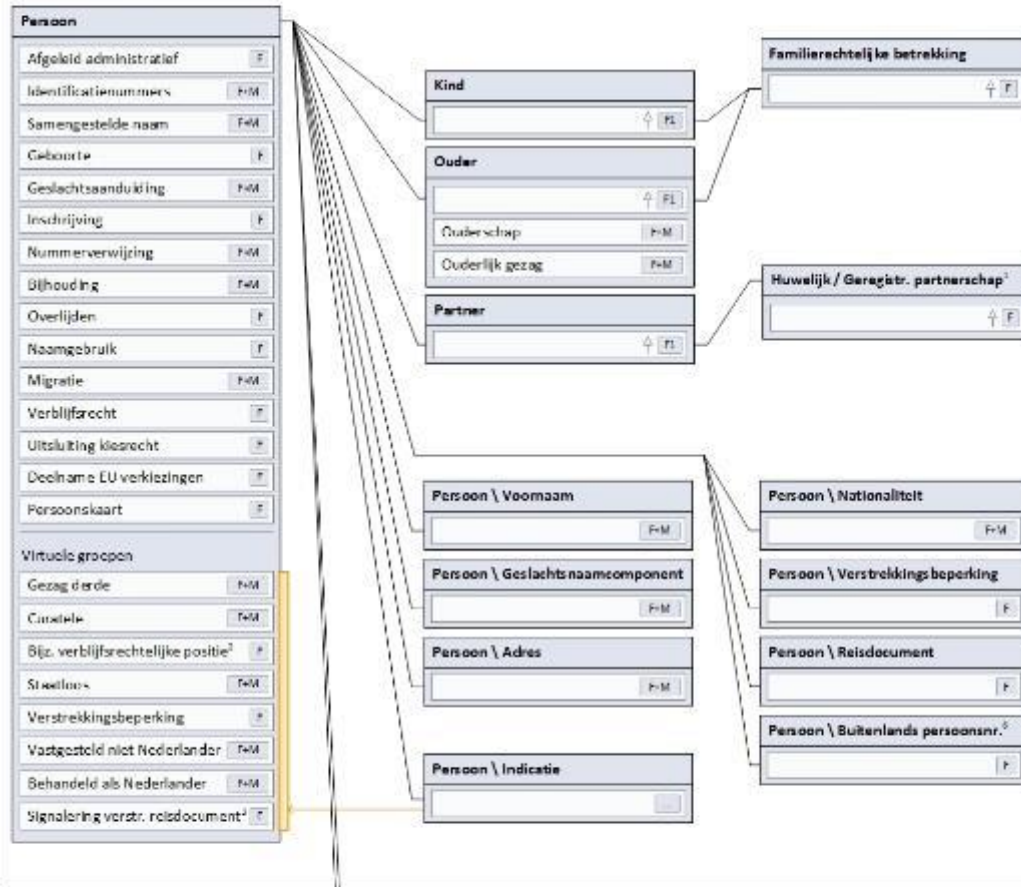 Persoon
Afgeleid administratief F
Identificatienummers F+M
Samengestelde naam F+M
Geboorte F
Geslachtsaanduiding F+M
Inschrijving F
Nummerverwijzing F+M
Bijhouding F+M
Overlijden F
Naamgebruik F
Migratie F+M
Verblijfsrecht F
Uitsluiting kiesrecht F
Deelname EU verkiezingen F
Persoonskaart F
Virtuele groepen
Gezag derde F+M
Curatele F+M
Bijz. verblijfsrechtelijke positie F
Staatloos F+M
Verstrekkingsbeperking F
Vastgesteld niet Nederlander F+M
Behandeld als Nederlander F+M
Signalering verstr. reisdocument F
Kind
F1
Ouder
F1
Ouderschap F+M
Ouderlijk gezag F+M
Partner
F1
Familierechtelijke betrekking
F
Huwelijk / Geregistr. partnerschap
F
Persoon \ Voornaam
F+M
Persoon \ Geslachtsnaamcomponent
F+M
Persoon \ Adres
F+M
Persoon \ Indicatie
...
Persoon \ Nationaliteit
F+M
Persoon \ Verstrekkingsbeperking
F
Persoon \ Reisdocument
F
Persoon \ Buitenlands persoonsnr.
F